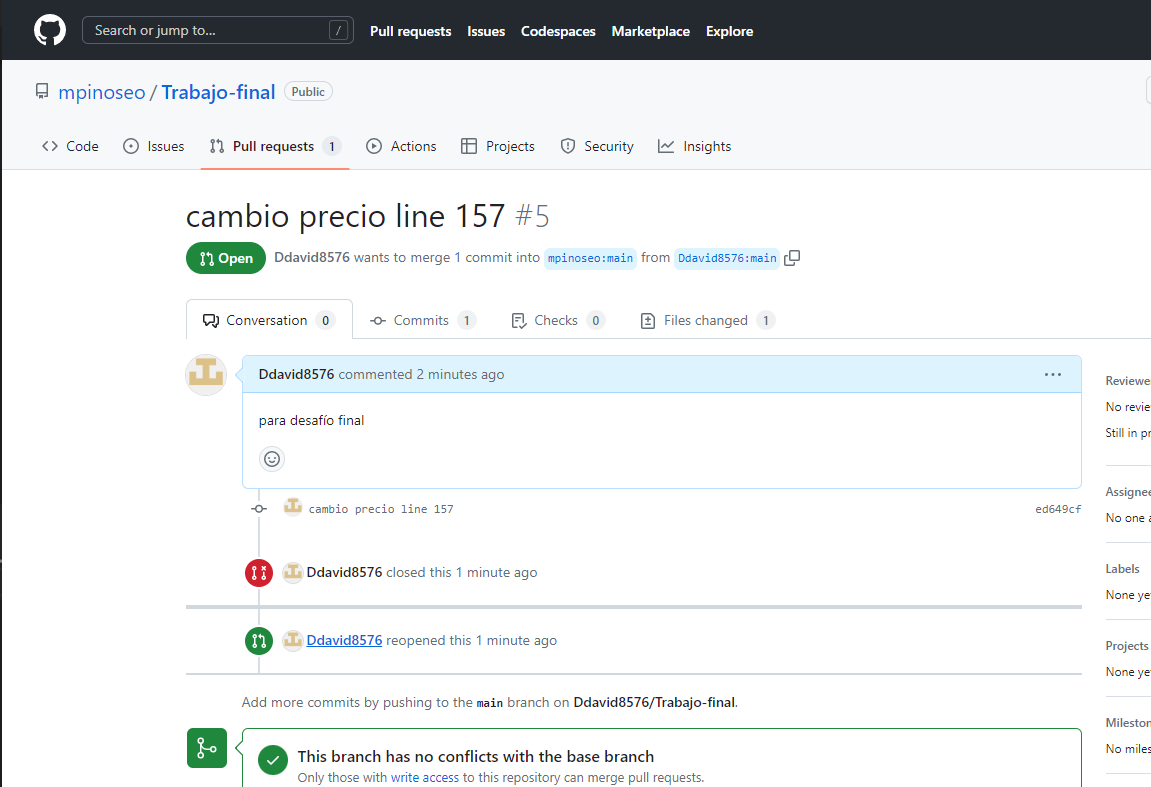 Search or jump to... /
Pull requests Issues Codespaces Marketplace Explore
mpinoseo / Trabajo-final Public
Code Issues Pull requests 1 Actions Projects Security Insights
cambio precio line 157 #5
Open Ddavid8576 wants to merge 1 commit into mpinoseo:main from Ddavid8576:main
Conversation 0 Commits 1 Checks 0 Files changed 1
Ddavid8576 commented 2 minutes ago
Reviewe
para desafío final
No revie
Still in pr
Assignee
cambio precio line 157 ed649cf
No one a
Ddavid8576 closed this 1 minute ago
Labels
None ye
Ddavid8576 reopened this 1 minute ago
Projects
None ye
Add more commits by pushing to the main branch on Ddavid8576/Trabajo-final.
Mileston
No miles
This branch has no conflicts with the base branch
Only those with write access to this repository can merge pull requests.